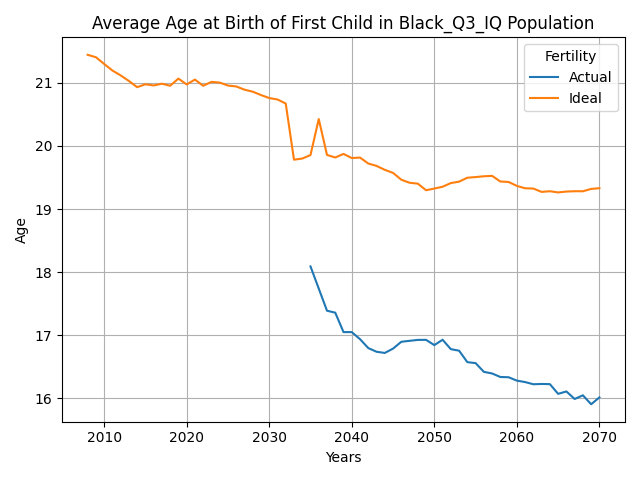 Average Age at Birth of First Child in Black_Q3_IQ Population
Fertility
Actual
Ideal
Age
21
20
19
18
17
16
2010 2020 2030 2040 2050 2060 2070
Years